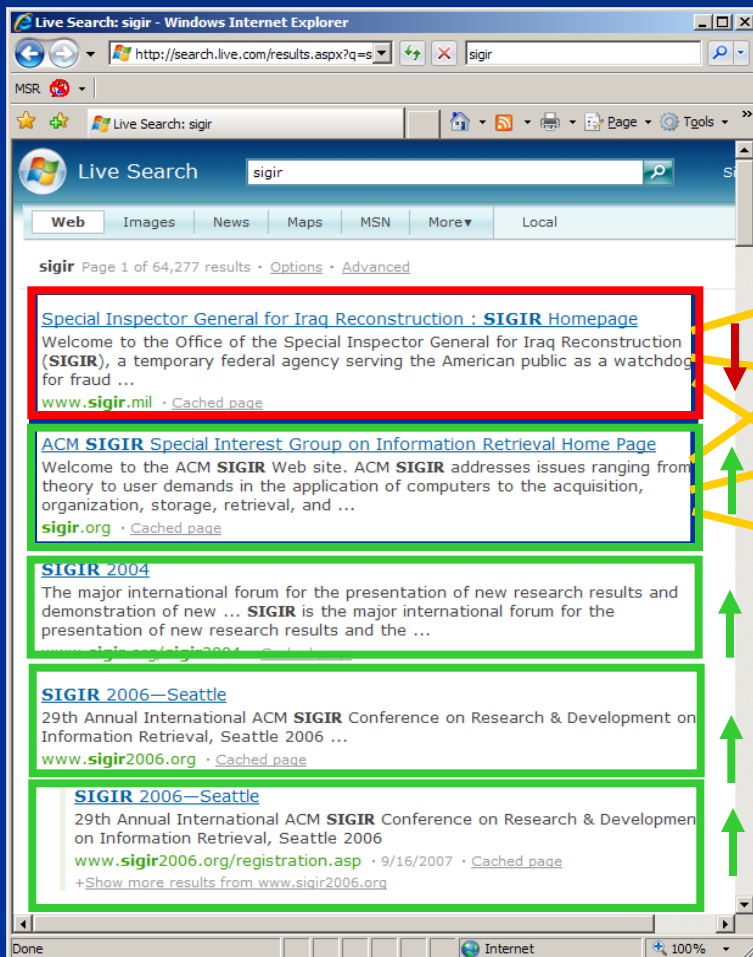 Live Search: sigir - Windows Internet Explorer
http://search.live.com/results.aspx?q=s
sigir
MSR
Live Search: sigir
Page
Tools
»
Live Search
sigir
Si
Web Images News Maps MSN More Local
sigir Page 1 of 64,277 results · Options · Advanced
Special Inspector General for Iraq Reconstruction : SIGIR Homepage
Welcome to the Office of the Special Inspector General for Iraq Reconstruction
(SIGIR), a temporary federal agency serving the American public as a watchdog
for fraud ...
www.sigir.mil · Cached page
ACM SIGIR Special Interest Group on Information Retrieval Home Page
Welcome to the ACM SIGIR Web site. ACM SIGIR addresses issues ranging from
theory to user demands in the application of computers to the acquisition,
organization, storage, retrieval, and ...
sigir.org · Cached page
SIGIR 2004
The major international forum for the presentation of new research results and
demonstration of new ... SIGIR is the major international forum for the
presentation of new research results and the ...
www.sigir.org/sigir2004 · Cached page
SIGIR 2006—Seattle
29th Annual International ACM SIGIR Conference on Research & Development on
Information Retrieval, Seattle 2006 ...
www.sigir2006.org · Cached page
SIGIR 2006—Seattle
29th Annual International ACM SIGIR Conference on Research & Developmen
on Information Retrieval, Seattle 2006
www.sigir2006.org/registration.asp · 9/16/2007 · Cached page
+Show more results from www.sigir2006.org
Done
Internet
100%